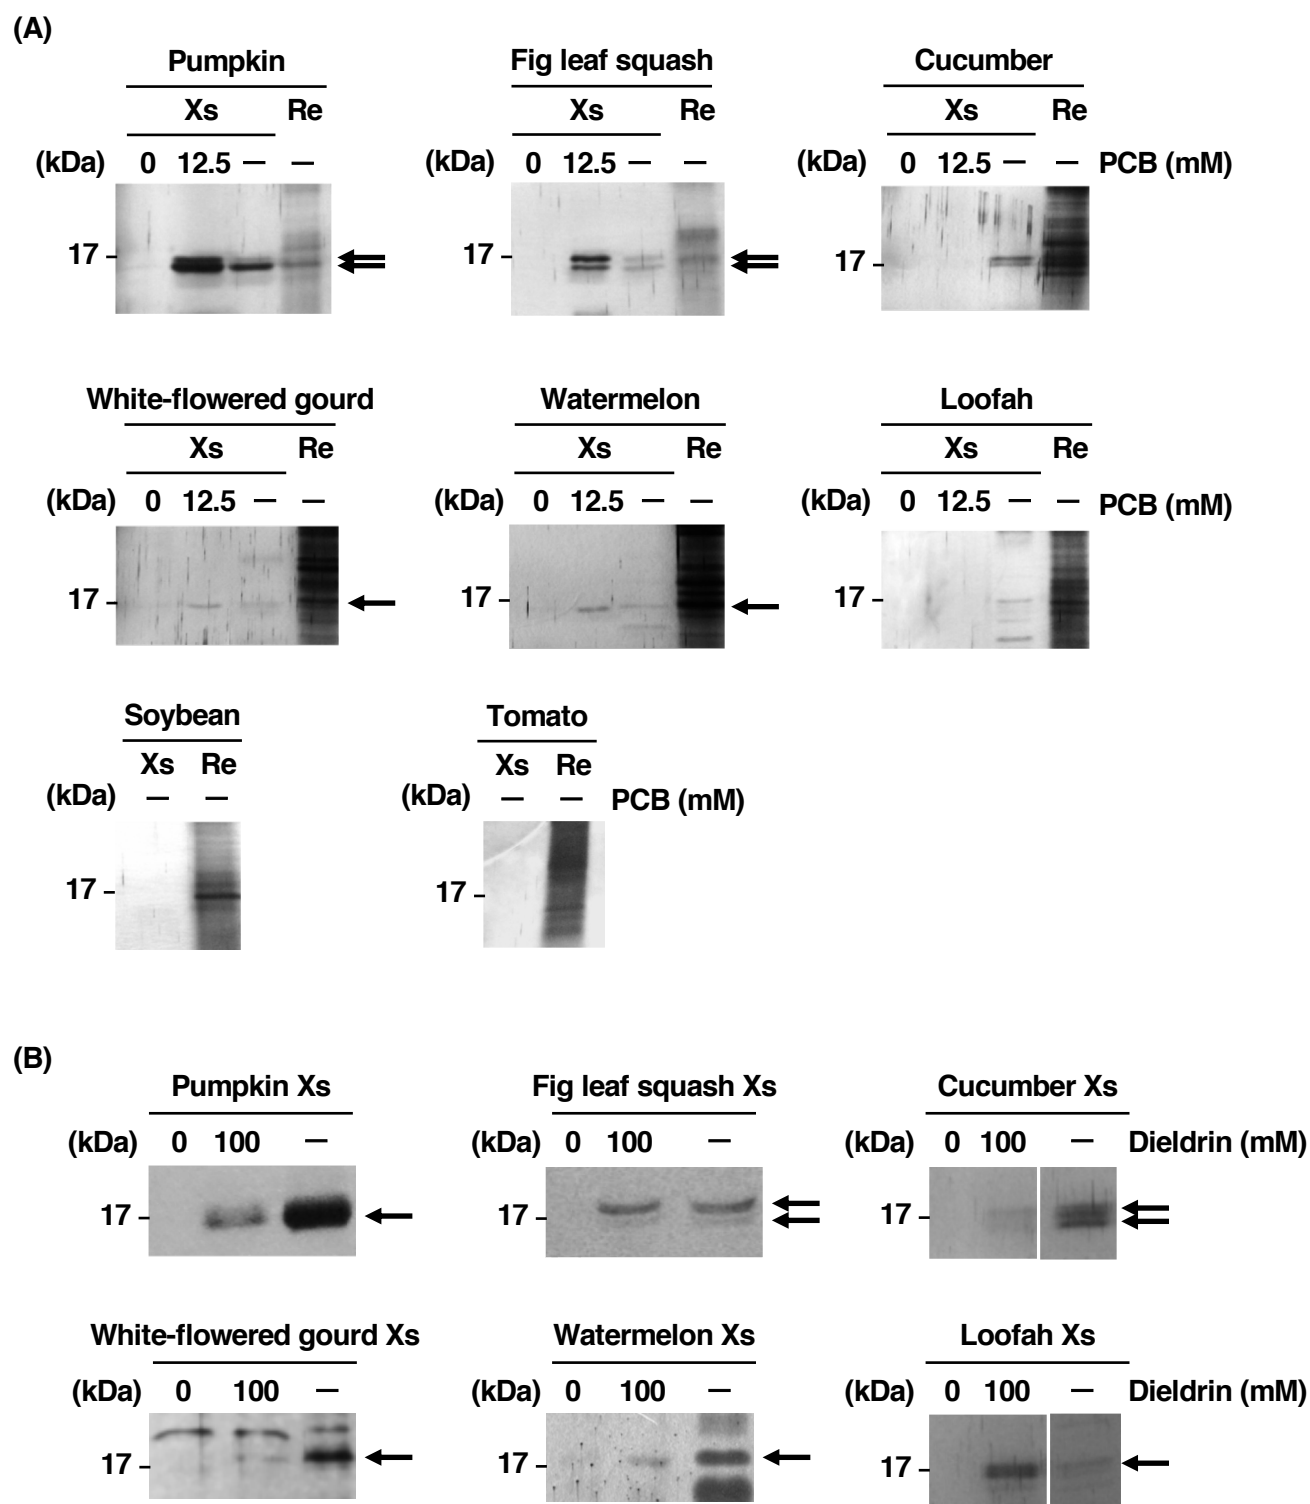 (A)
Pumpkin Fig leaf squash Cucumber
Xs Re Xs Re Xs Re
(kDa) 0 12.5 — — (kDa) 0 12.5 — — (kDa) 0 12.5 — — PCB (mM)
17 17 17
White-flowered gourd Watermelon Loofah
Xs Re Xs Re Xs Re
(kDa) 0 12.5 — — (kDa) 0 12.5 — — (kDa) 0 12.5 — — PCB (mM)
17 17 17
Soybean Tomato
Xs Re Xs Re
(kDa) — — (kDa) — — PCB (mM)
17 17
(B)
Pumpkin Xs Fig leaf squash Xs Cucumber Xs
(kDa) 0 100 — (kDa) 0 100 — (kDa) 0 100 — Dieldrin (mM)
17 17 17
White-flowered gourd Xs Watermelon Xs Loofah Xs
(kDa) 0 100 — (kDa) 0 100 — (kDa) 0 100 — Dieldrin (mM)
17 17 17